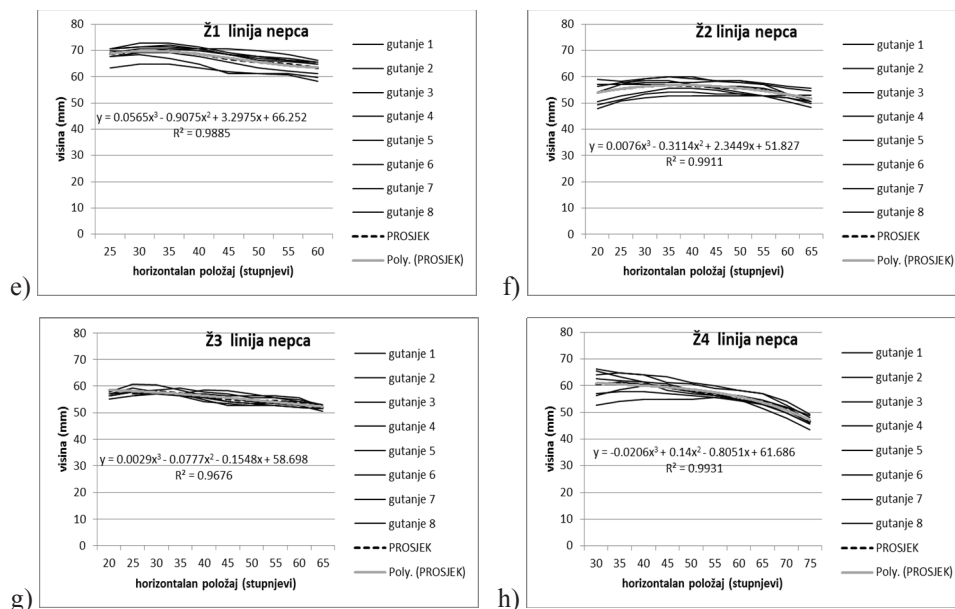 Ž1 linija nepca
80
70
60
50
40
30
20
10
0
visina (mm)
y = 0.0565x³ - 0.9075x² + 3.2975x + 66.252
R² = 0.9885
25 30 35 40 45 50 55 60
horizontalan položaj (stupnjevi)
gutanje 1
gutanje 2
gutanje 3
gutanje 4
gutanje 5
gutanje 6
gutanje 7
gutanje 8
PROSJEK
Poly. (PROSJEK)
e)
Ž2 linija nepca
80
70
60
50
40
30
20
10
0
visina (mm)
y = 0.0076x³ - 0.3114x² + 2.3449x + 51.827
R² = 0.9911
20 25 30 35 40 45 50 55 60 65
horizontalan položaj (stupnjevi)
gutanje 1
gutanje 2
gutanje 3
gutanje 4
gutanje 5
gutanje 6
gutanje 7
gutanje 8
PROSJEK
Poly. (PROSJEK)
f)
Ž3 linija nepca
80
70
60
50
40
30
20
10
0
visina (mm)
y = 0.0029x³ - 0.0777x² - 0.1548x + 58.698
R² = 0.9676
20 25 30 35 40 45 50 55 60 65
horizontalan položaj (stupnjevi)
gutanje 1
gutanje 2
gutanje 3
gutanje 4
gutanje 5
gutanje 6
gutanje 7
gutanje 8
PROSJEK
Poly. (PROSJEK)
g)
Ž4 linija nepca
80
70
60
50
40
30
20
10
0
visina (mm)
y = -0.0206x³ + 0.14x² - 0.8051x + 61.686
R² = 0.9931
30 35 40 45 50 55 60 65 70 75
horizontalan položaj (stupnjevi)
gutanje 1
gutanje 2
gutanje 3
gutanje 4
gutanje 5
gutanje 6
gutanje 7
gutanje 8
PROSJEK
Poly. (PROSJEK)
h)